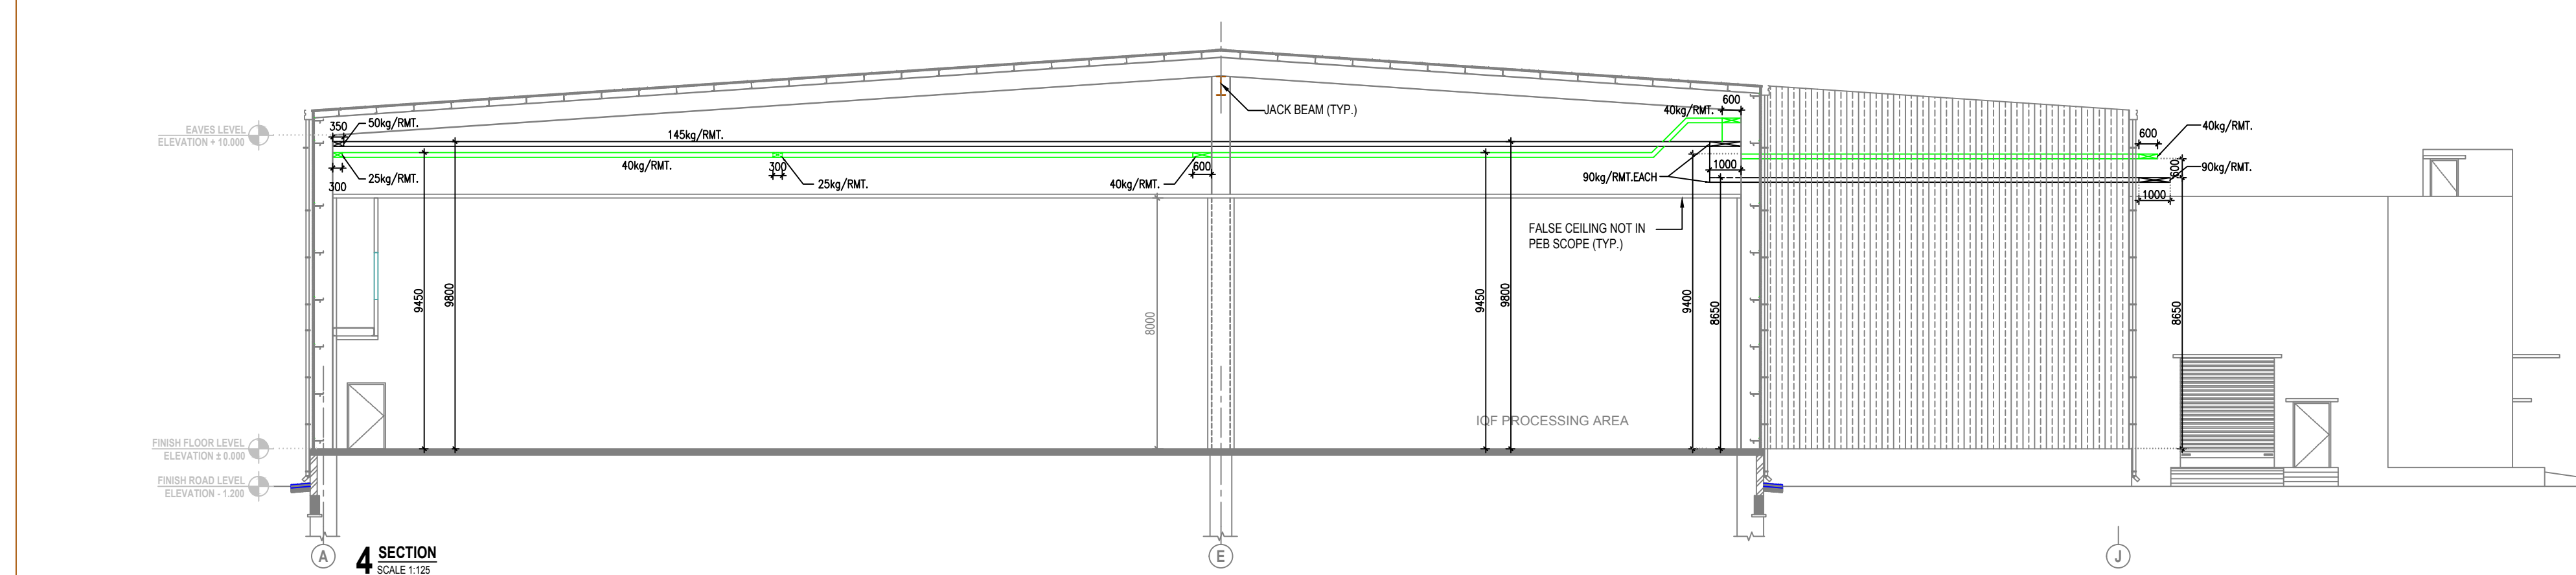 JACK BEAM (TYP.)
600
40kg/RMT.
350
50kg/RMT.
EAVES LEVEL
ELEVATION + 10.000
145kg/RMT.
600
40kg/RMT.
40kg/RMT.
25kg/RMT.
300
300
25kg/RMT.
600
40kg/RMT.
1000
90kg/RMT.EACH
600
90kg/RMT.
1000
FALSE CEILING NOT IN
PEB SCOPE (TYP.)
9450
9800
8000
9450
9800
9400
8650
8650
IQF PROCESSING AREA
FINISH FLOOR LEVEL
ELEVATION ± 0.000
FINISH ROAD LEVEL
ELEVATION - 1.200
A
E
J
4 SECTION
SCALE 1:125